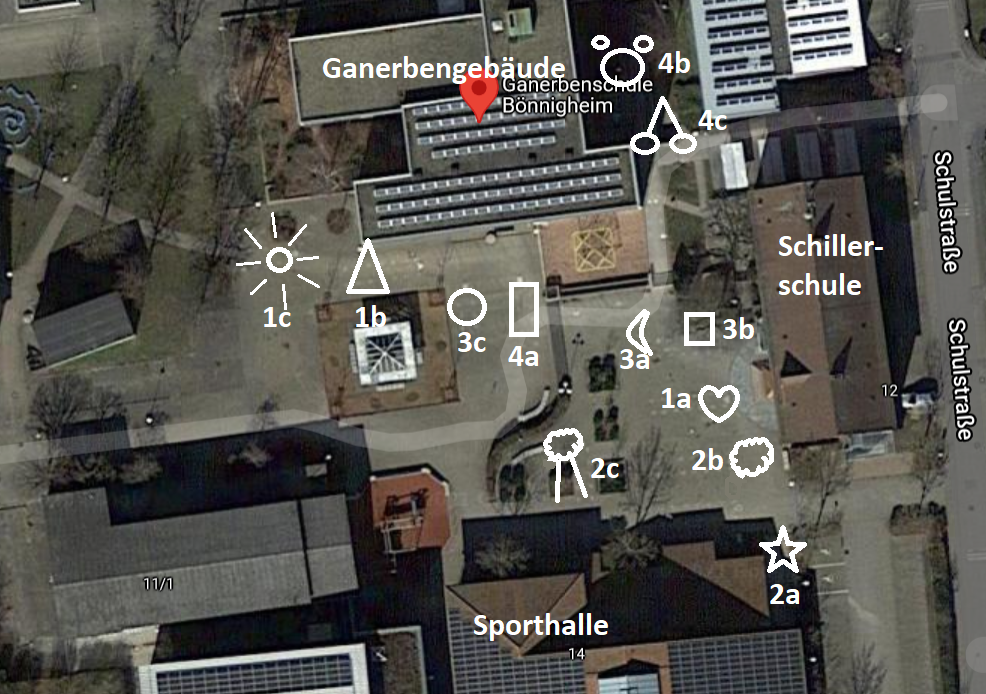 Ganerbengebäude
4b
Ganerbenschule
Bönnigheim
4c
Schulstraße
Schiller-
schule
1c
1b
3c
4a
3a
3b
Schulstraße
1a
12
2b
2c
11/1
2a
Sporthalle
14